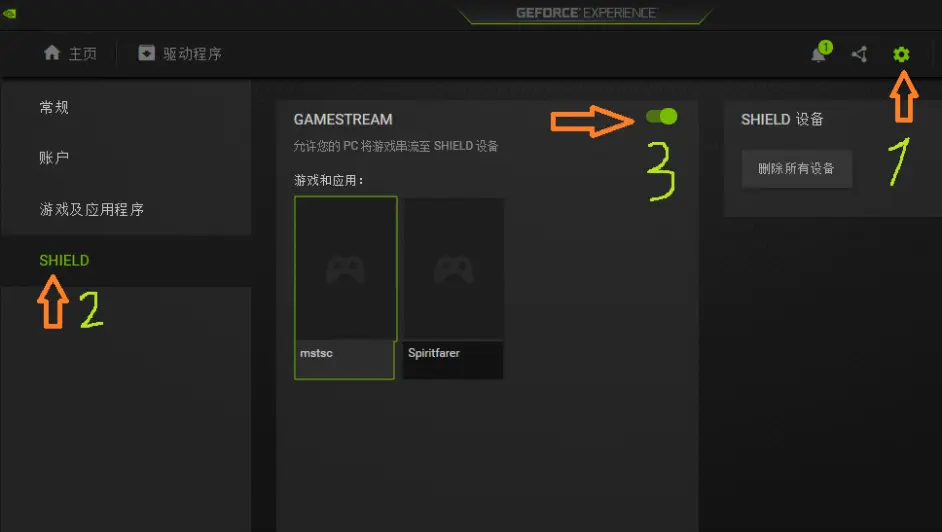 GEFORCE® EXPERIENCE™
主页
驱动程序
1
常规
账户
游戏及应用程序
SHIELD
2
GAMESTREAM
3
允许您的 PC 将游戏串流至 SHIELD 设备
游戏和应用：
mstsc
Spiritfarer
SHIELD 设备
删除所有设备
1